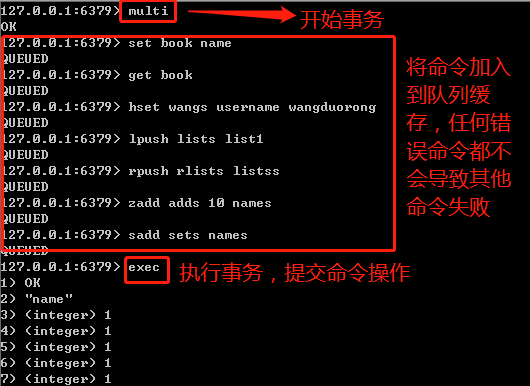 127.0.0.1:6379> multi
开始事务
OK
127.0.0.1:6379> set book name
QUEUED
127.0.0.1:6379> get book
QUEUED
127.0.0.1:6379> hset wangs username wangduorong
QUEUED
127.0.0.1:6379> lpush lists list1
QUEUED
127.0.0.1:6379> rpush rlists listss
QUEUED
127.0.0.1:6379> zadd adds 10 names
QUEUED
127.0.0.1:6379> sadd sets names
QUEUED
将命令加入
到队列缓
存，任何错
误命令都不
会导致其他
命令失败
127.0.0.1:6379> exec
执行事务，提交命令操作
1) OK
2) "name"
3) (integer) 1
4) (integer) 1
5) (integer) 1
6) (integer) 1
7) (integer) 1